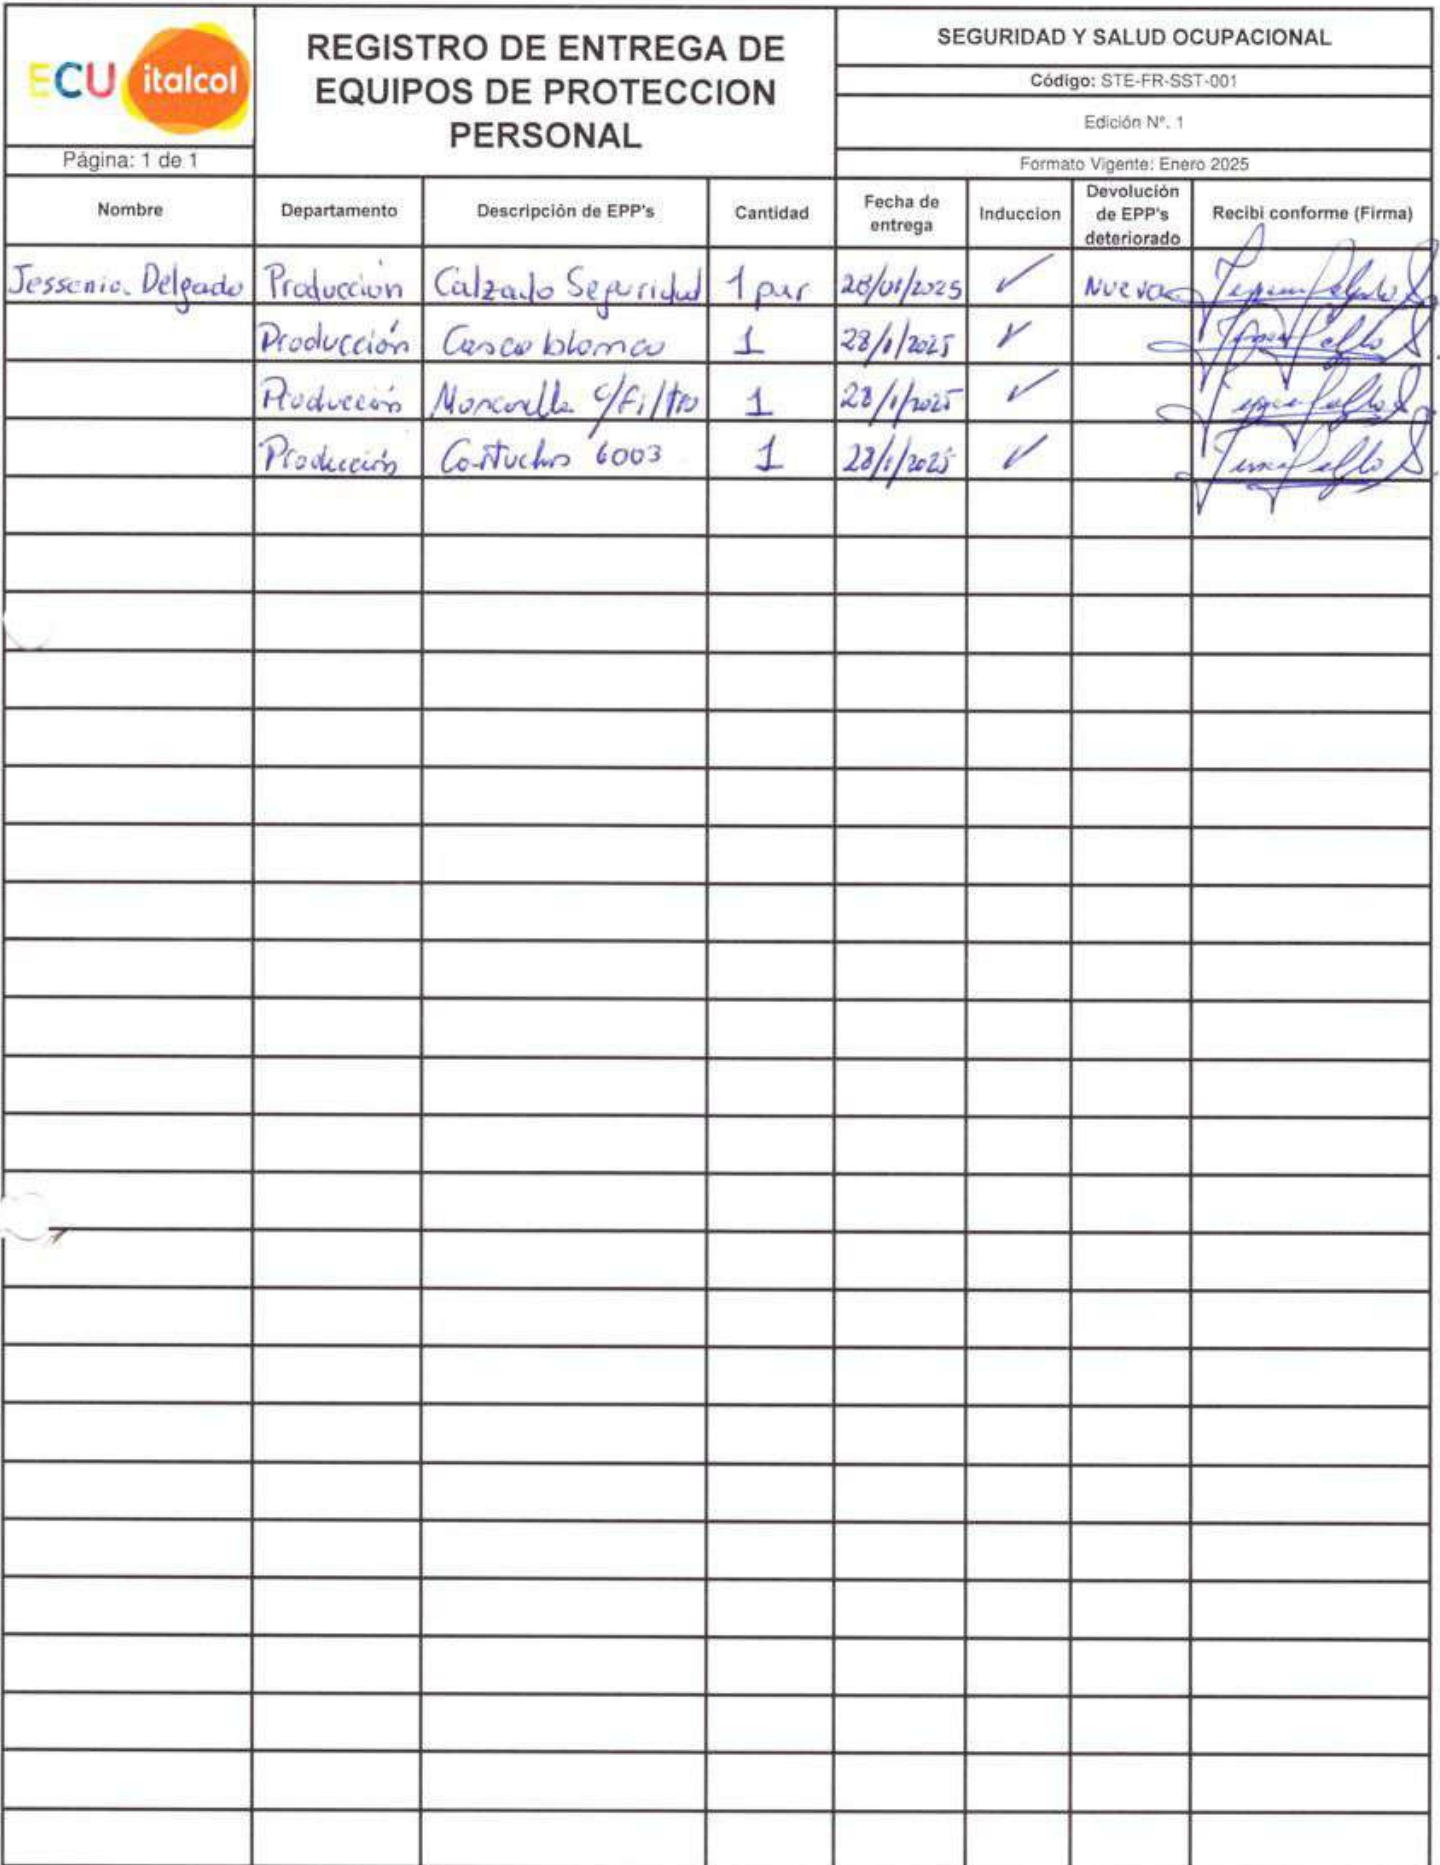 ECU italcol
Página: 1 de 1
REGISTRO DE ENTREGA DE
EQUIPOS DE PROTECCION
PERSONAL
SEGURIDAD Y SALUD OCUPACIONAL
Código: STE-FR-SST-001
Edición Nº. 1
Formato Vigente: Enero 2025
Nombre Departamento Descripción de EPP's Cantidad Fecha de entrega Induccion Devolución de EPP's deteriorado Recibi conforme (Firma)
Jessenia Delgado Producción Calzado Seguridad 1 par 28/01/2025 ✓ Nuevo
Producción Casco blanco 1 28/1/2025 ✓
Producción Mascarilla c/filtro 1 28/1/2025 ✓
Producción Cartuchos 6003 1 28/1/2025 ✓